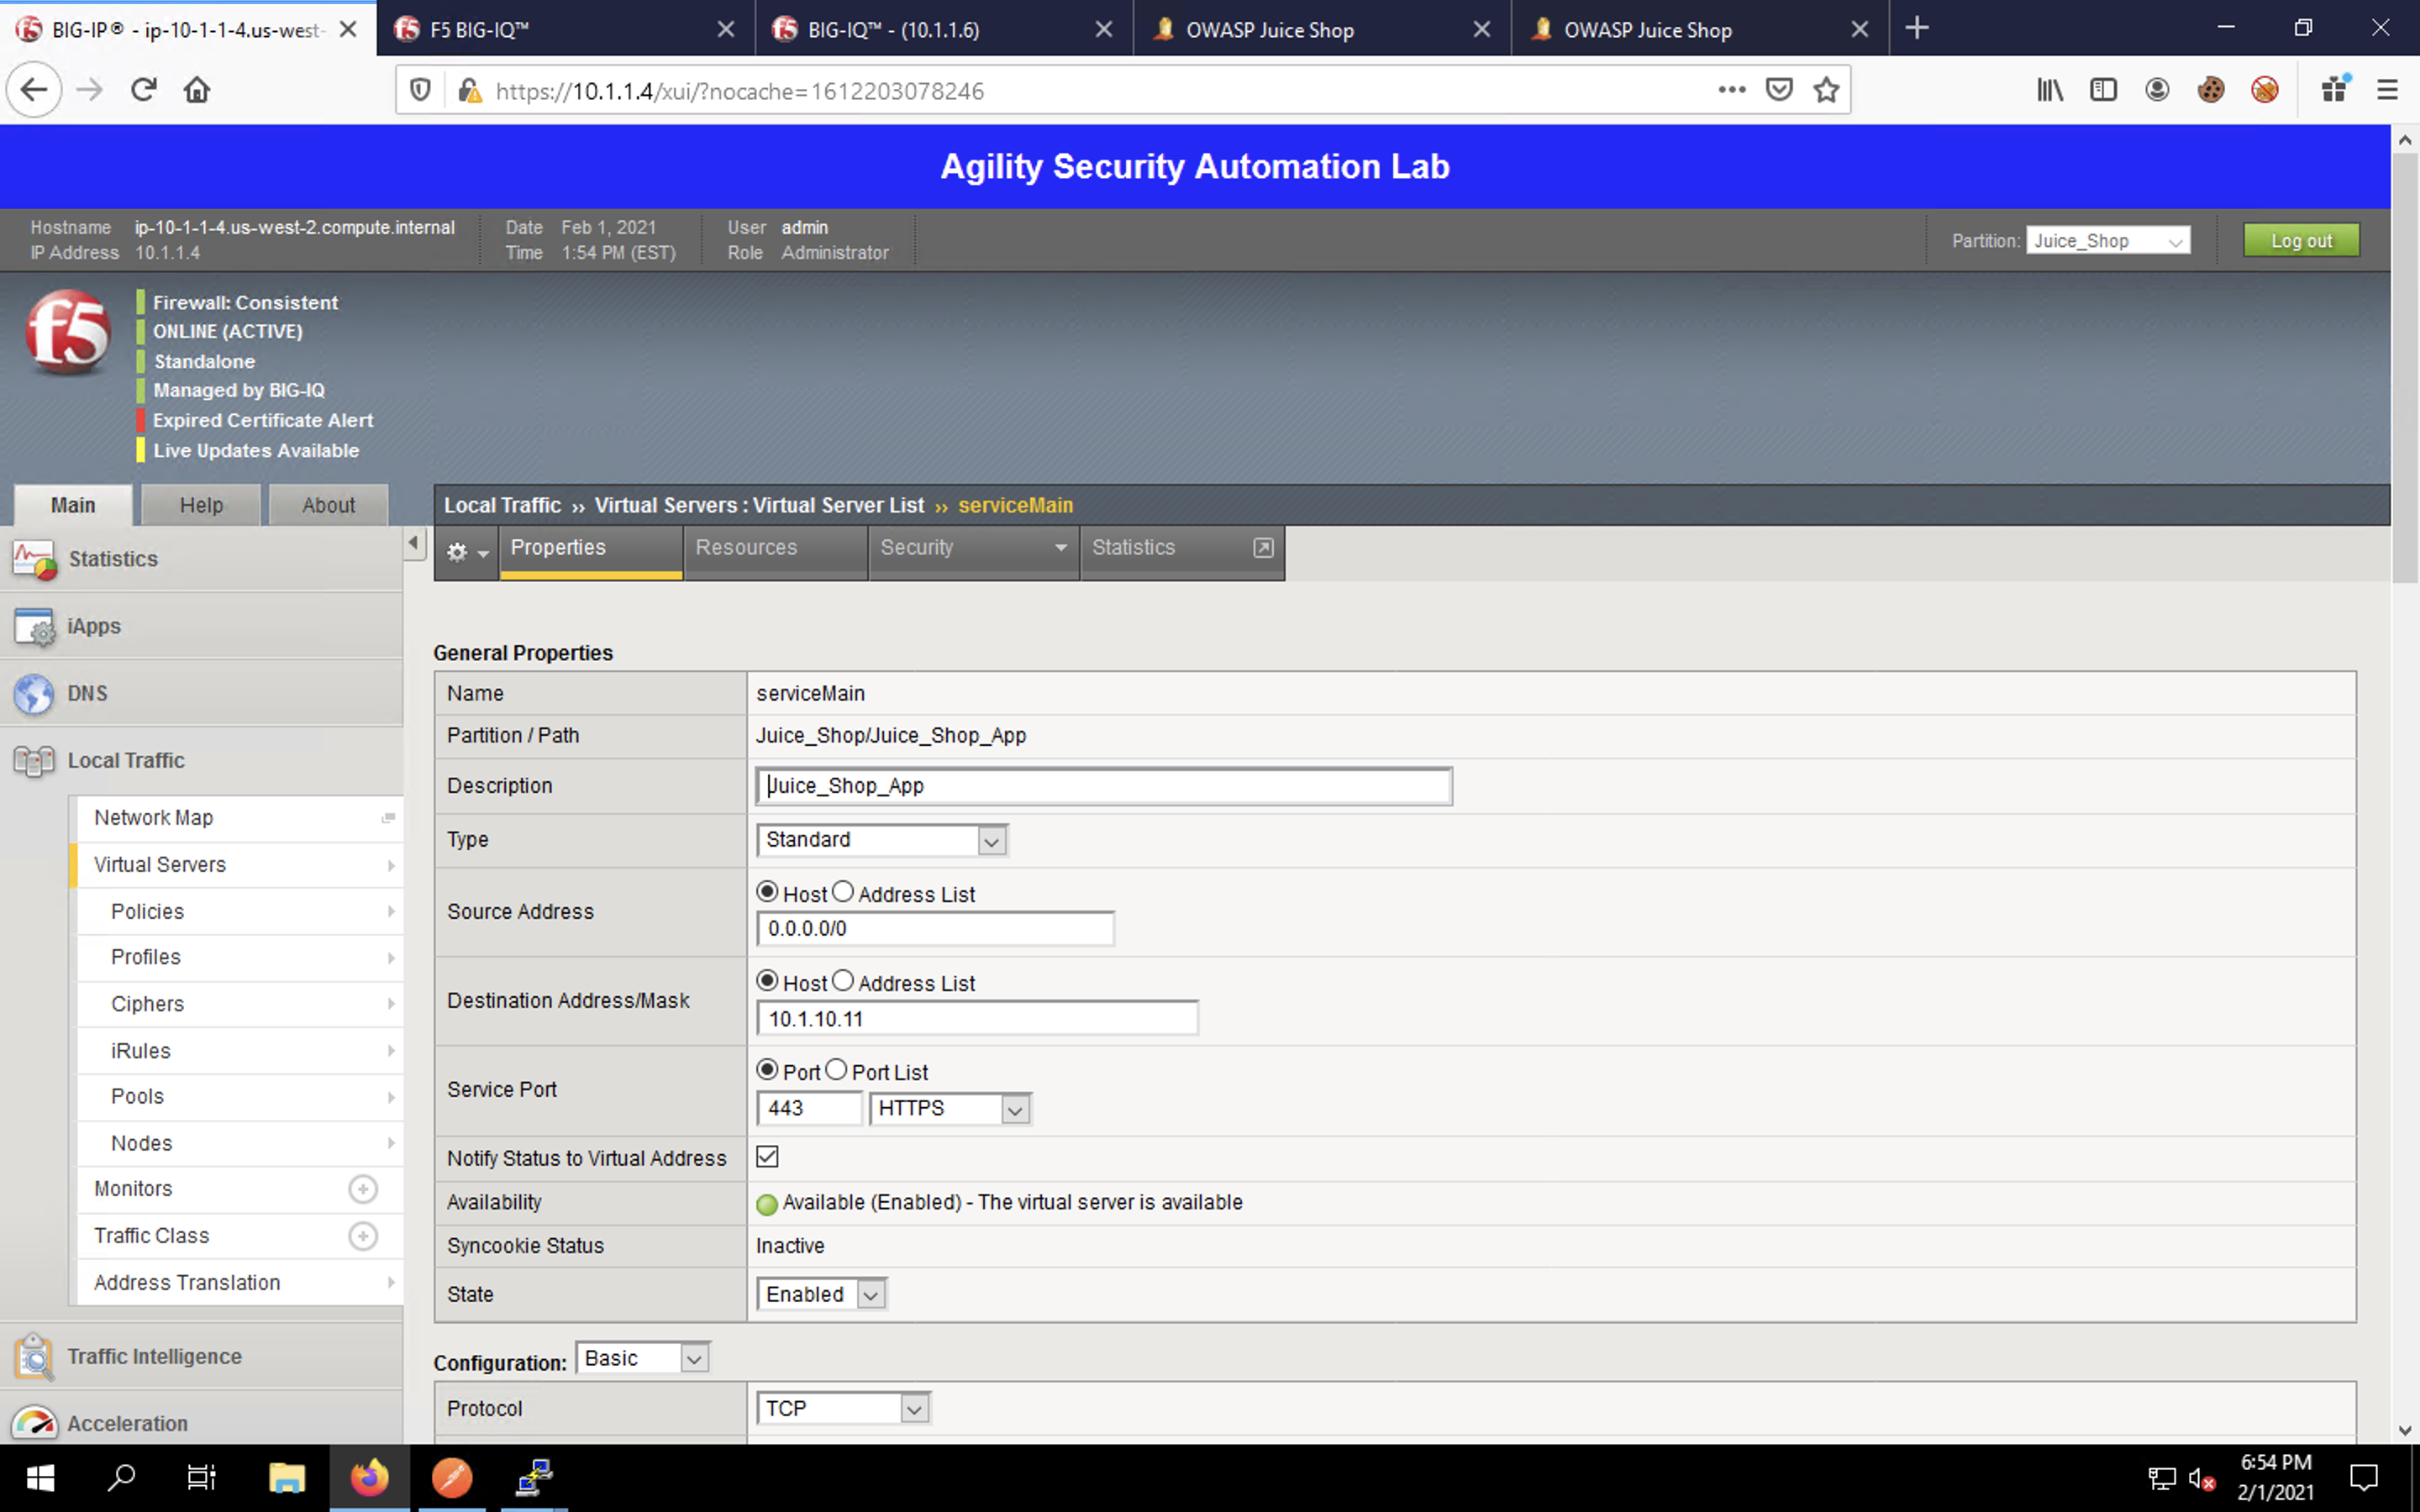 BIG-IP® - ip-10-1-1-4.us-west-
F5 BIG-IQ™
BIG-IQ™ - (10.1.1.6)
OWASP Juice Shop
OWASP Juice Shop
https://10.1.1.4/xui/?nocache=1612203078246
Agility Security Automation Lab
Hostname ip-10-1-1-4.us-west-2.compute.internal
IP Address 10.1.1.4
Date Feb 1, 2021
Time 1:54 PM (EST)
User admin
Role Administrator
Partition: Juice_Shop
Log out
f5
Firewall: Consistent
ONLINE (ACTIVE)
Standalone
Managed by BIG-IQ
Expired Certificate Alert
Live Updates Available
Main Help About
Local Traffic ›› Virtual Servers : Virtual Server List ›› serviceMain
Properties Resources Security Statistics
Statistics
iApps
DNS
Local Traffic
Network Map
Virtual Servers
Policies
Profiles
Ciphers
iRules
Pools
Nodes
Monitors
Traffic Class
Address Translation
Traffic Intelligence
Acceleration
General Properties
Name serviceMain
Partition / Path Juice_Shop/Juice_Shop_App
Description Juice_Shop_App
Type Standard
Source Address Host Address List
0.0.0.0/0
Destination Address/Mask Host Address List
10.1.10.11
Service Port Port Port List
443 HTTPS
Notify Status to Virtual Address
Availability Available (Enabled) - The virtual server is available
Syncookie Status Inactive
State Enabled
Configuration: Basic
Protocol TCP
6:54 PM
2/1/2021